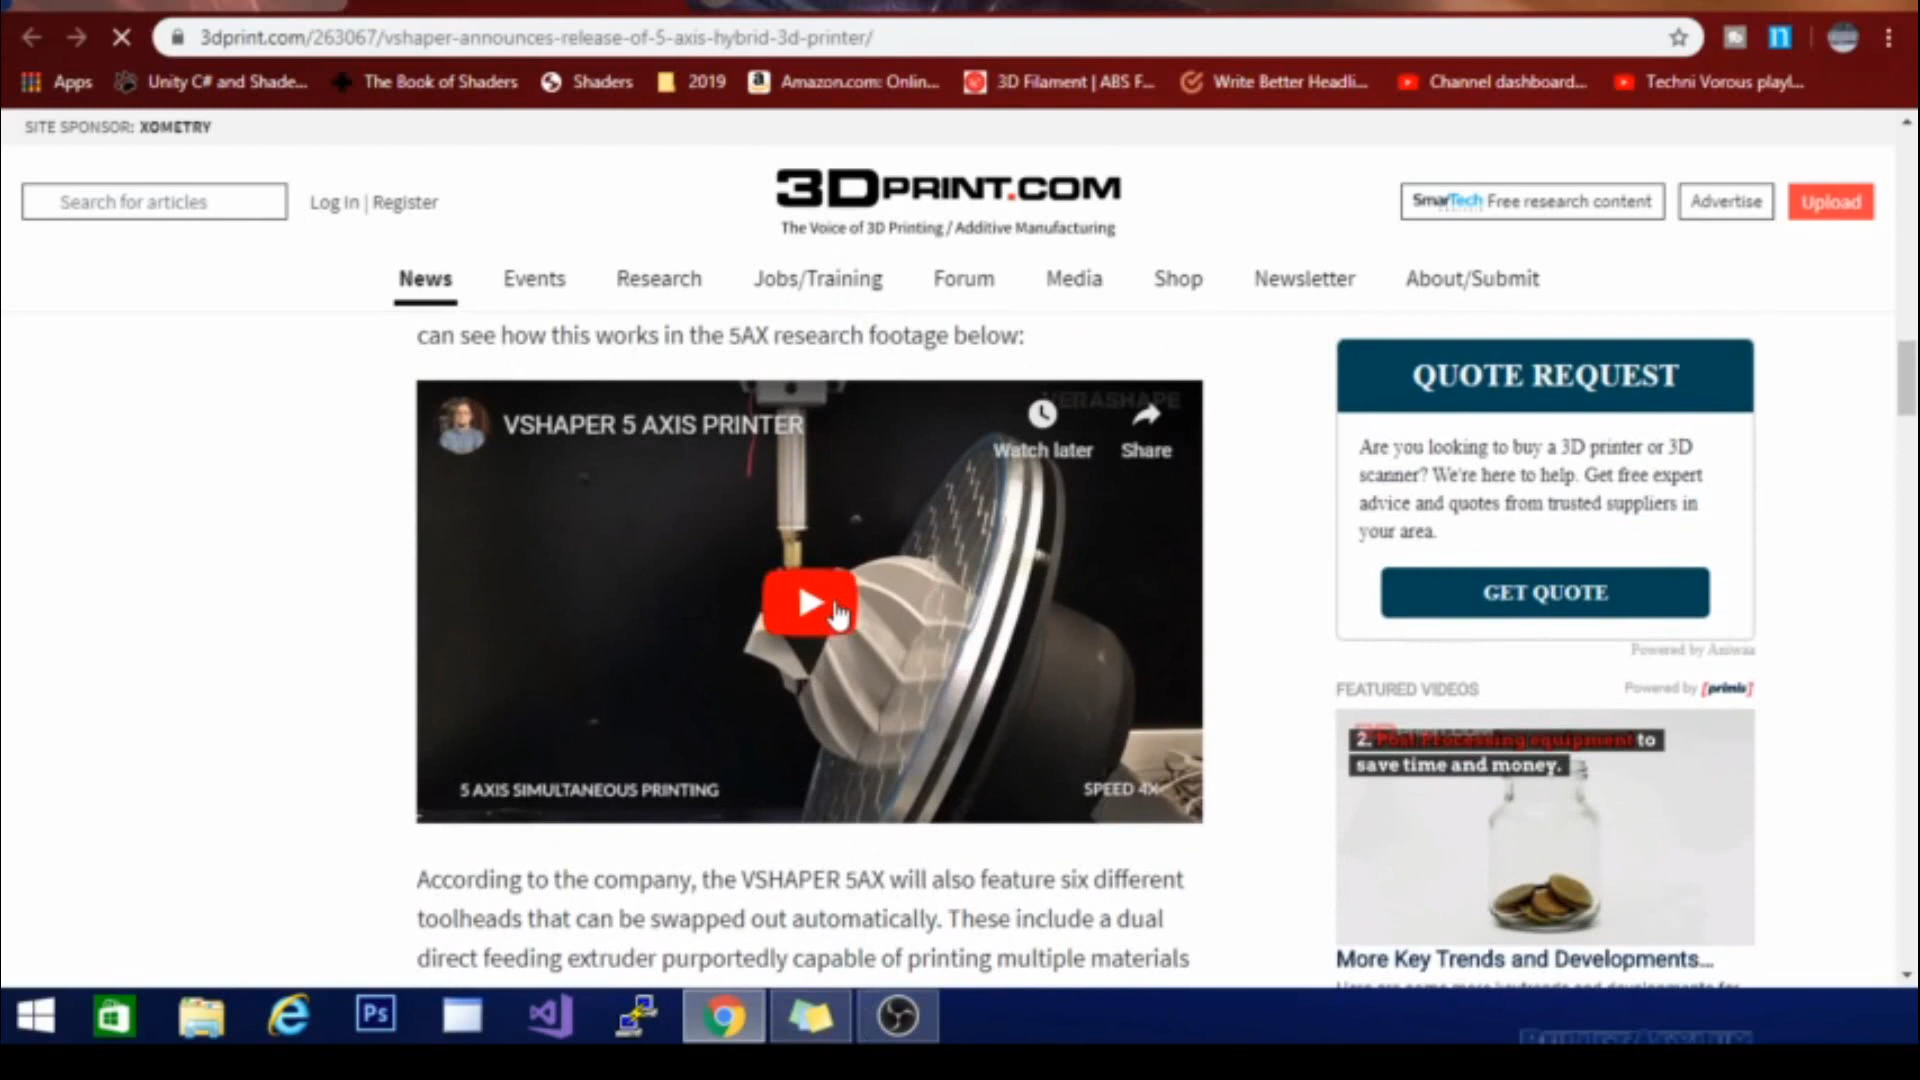 3dprint.com/263067/vshaper-announces-release-of-5-axis-hybrid-3d-printer/
n
Apps Unity C# and Shade... The Book of Shaders Shaders 2019 Amazon.com: Onlin... 3D Filament | ABS F... Write Better Headli... Channel dashboard... Techni Vorous playl...
SITE SPONSOR: XOMETRY
Search for articles
Log In | Register
3DPRINT.COM
The Voice of 3D Printing / Additive Manufacturing
SmarTech Free research content
Advertise
Upload
News Events Research Jobs/Training Forum Media Shop Newsletter About/Submit
can see how this works in the 5AX research footage below:
VERASHAPE
VSHAPER 5 AXIS PRINTER
Watch later Share
5 AXIS SIMULTANEOUS PRINTING
SPEED 4X
According to the company, the VSHAPER 5AX will also feature six different
toolheads that can be swapped out automatically. These include a dual
direct feeding extruder purportedly capable of printing multiple materials
QUOTE REQUEST
Are you looking to buy a 3D printer or 3D
scanner? We're here to help. Get free expert
advice and quotes from trusted suppliers in
your area.
GET QUOTE
Powered by Aniwaa
FEATURED VIDEOS
Powered by [primis]
2. Post Processing equipment to
save time and money.
More Key Trends and Developments...
Ps